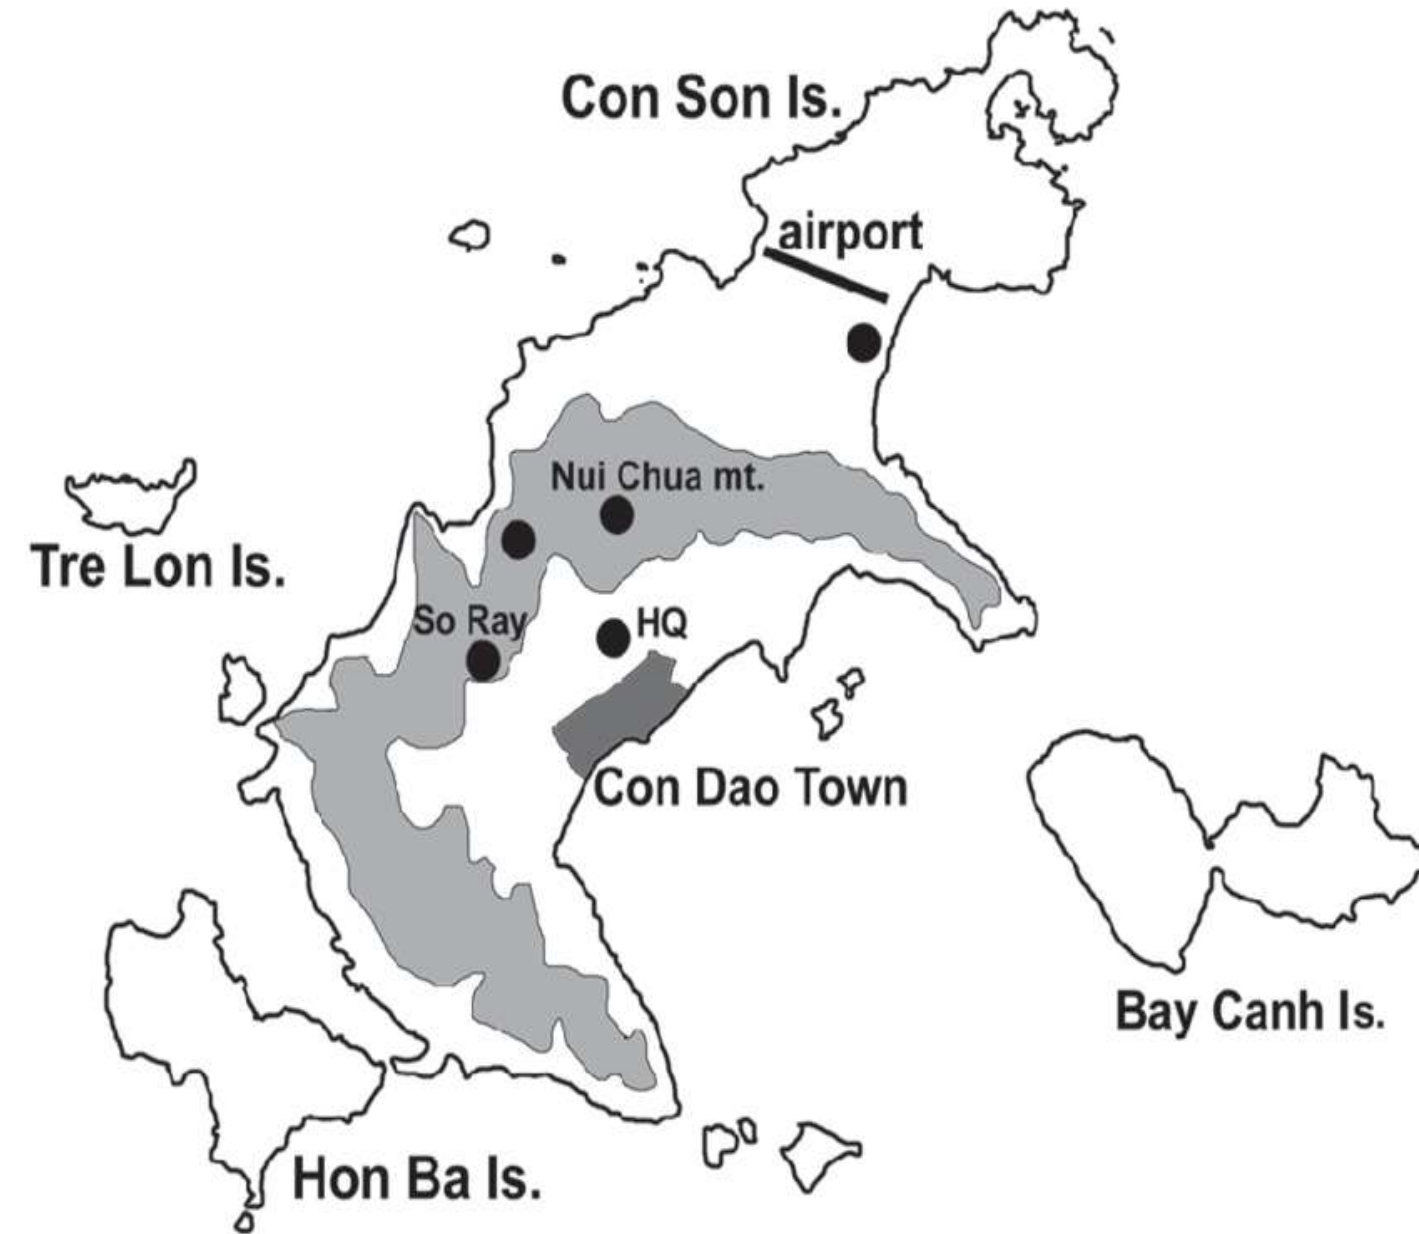 Con Son Is.
airport
Nui Chua mt.
Tre Lon Is.
So Ray
HQ
Con Dao Town
Bay Canh Is.
Hon Ba Is.